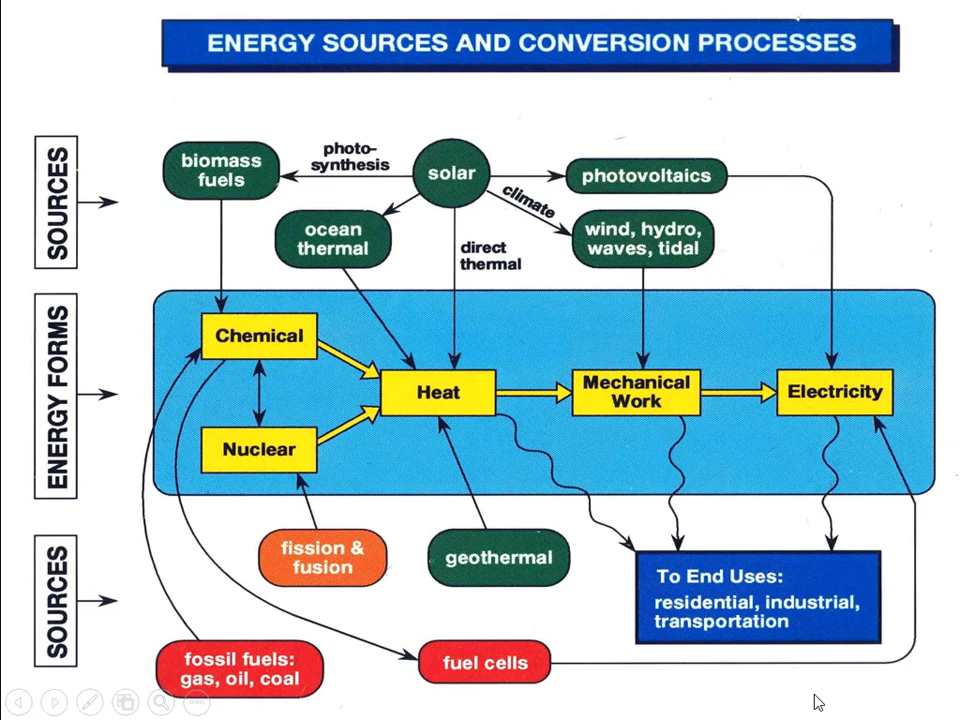 ENERGY SOURCES AND CONVERSION PROCESSES
SOURCES
biomass
fuels
photo-
synthesis
solar
photovoltaics
climate
ocean
thermal
direct
thermal
wind, hydro,
waves, tidal
ENERGY FORMS
Chemical
Nuclear
Heat
Mechanical
Work
Electricity
SOURCES
fission &
fusion
geothermal
To End Uses:
residential, industrial,
transportation
fossil fuels:
gas, oil, coal
fuel cells